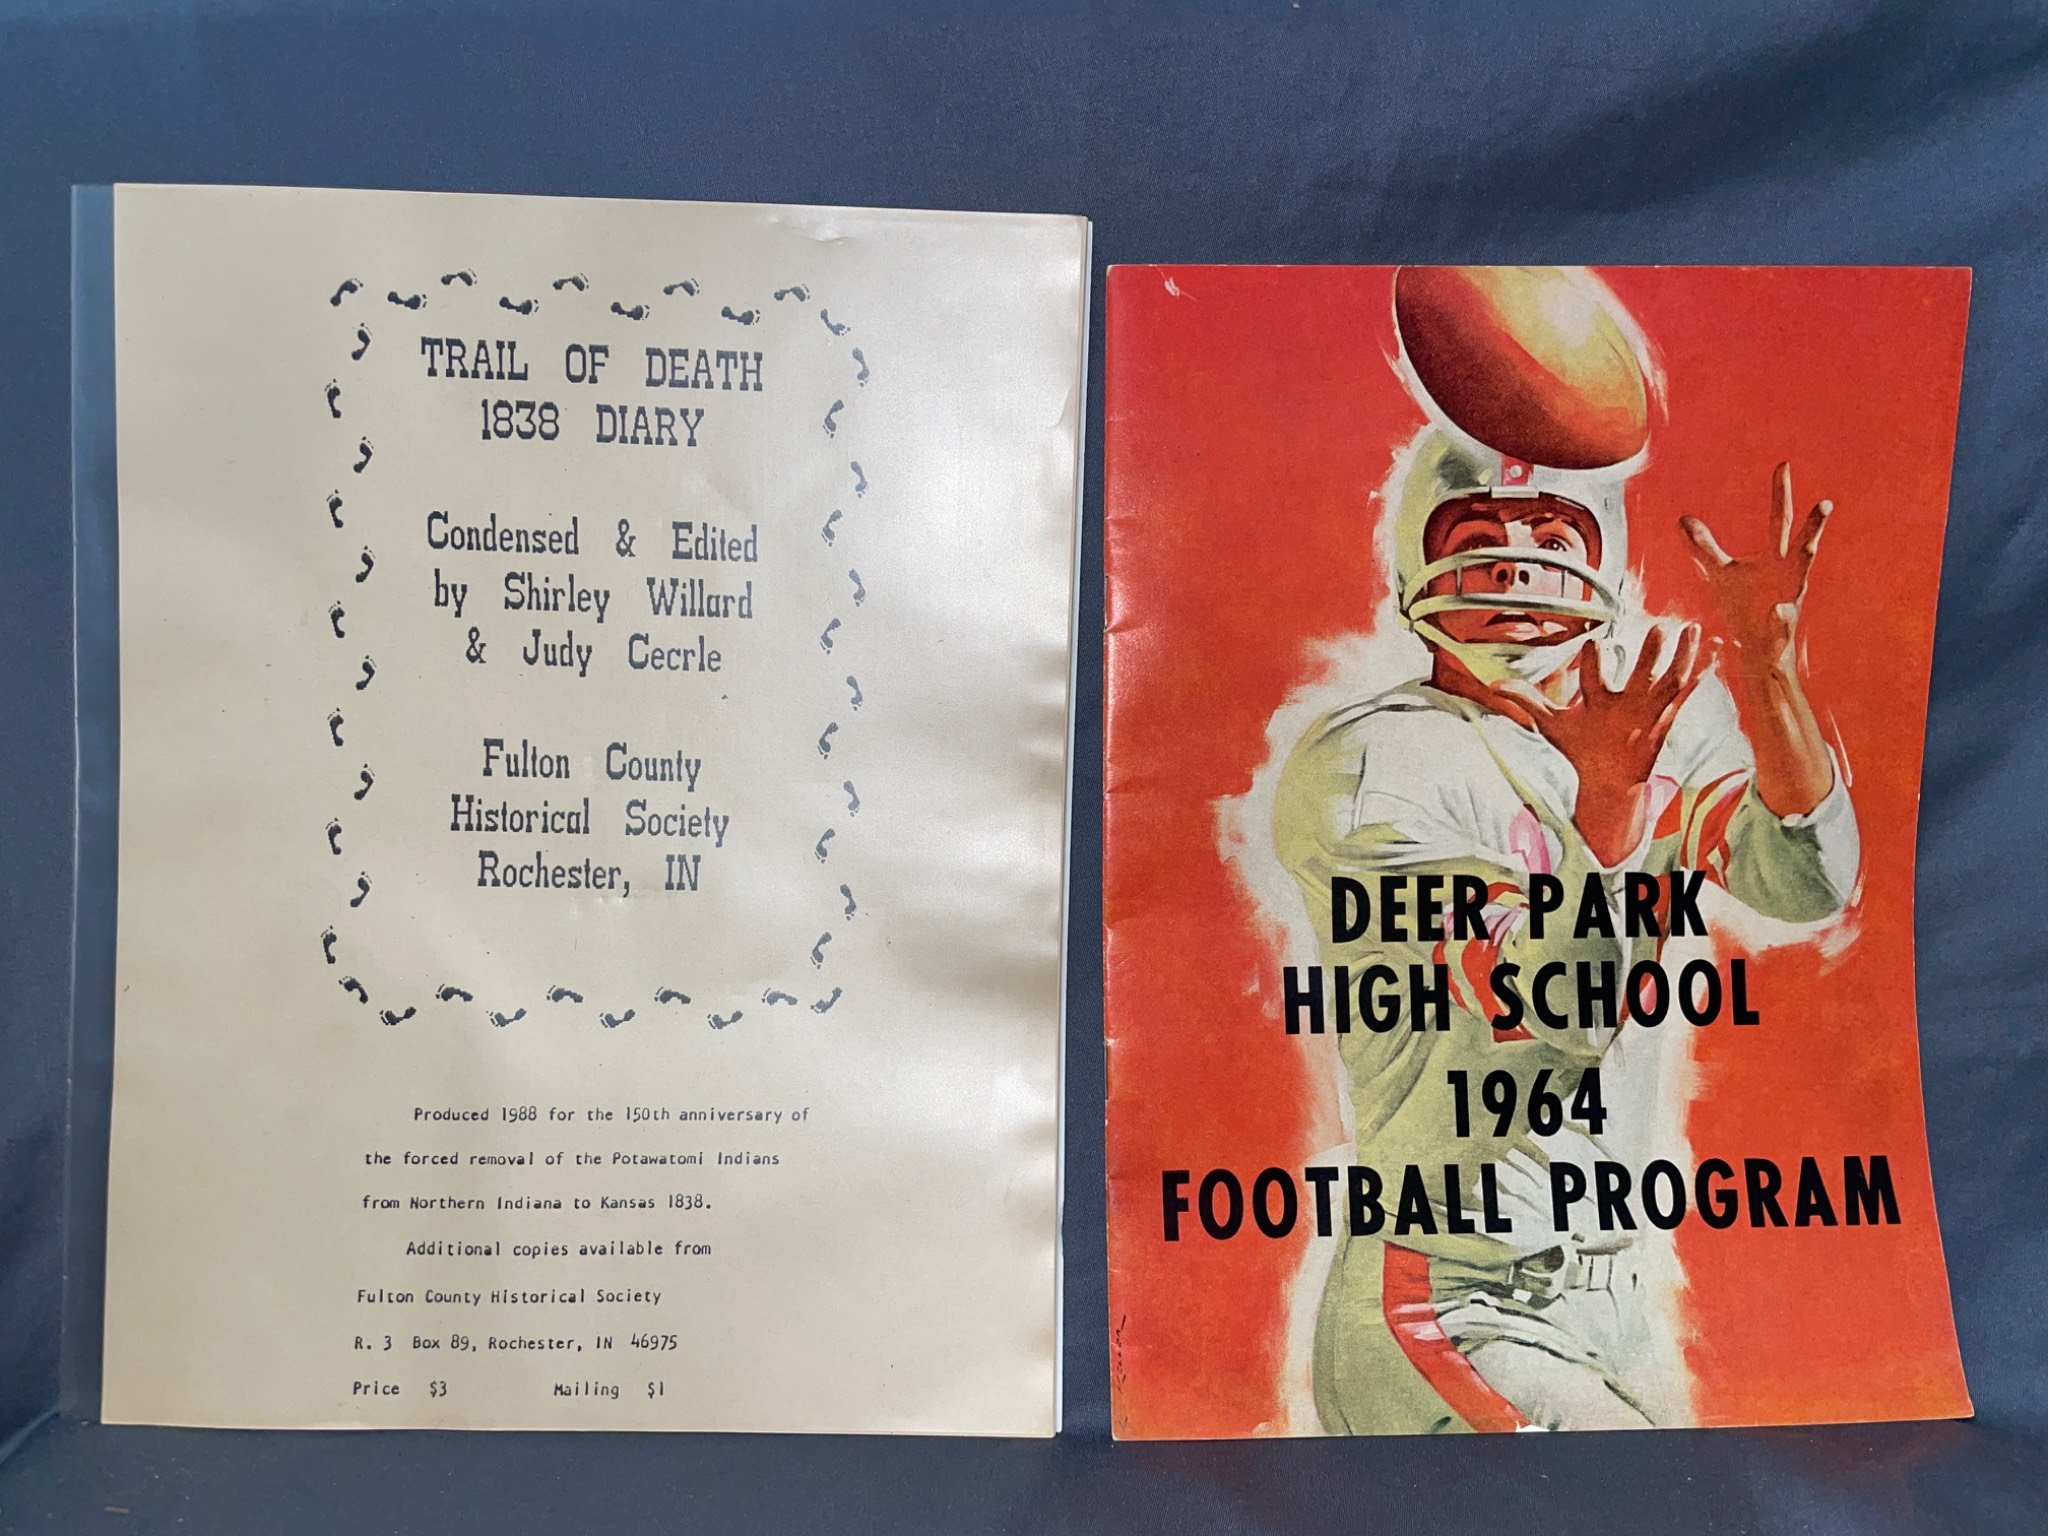 TRAIL OF DEATH
1838 DIARY
Condensed & Edited
by Shirley Willard
& Judy Cecrle
Fulton County
Historical Society
Rochester, IN
Produced 1988 for the 150th anniversary of
the forced removal of the Potawatomi Indians
from Northern Indiana to Kansas 1838.
Additional copies available from
Fulton County Historical Society
R. 3 Box 89, Rochester, IN 46975
Price $3 Mailing $1
DEER PARK
HIGH SCHOOL
1964
FOOTBALL PROGRAM